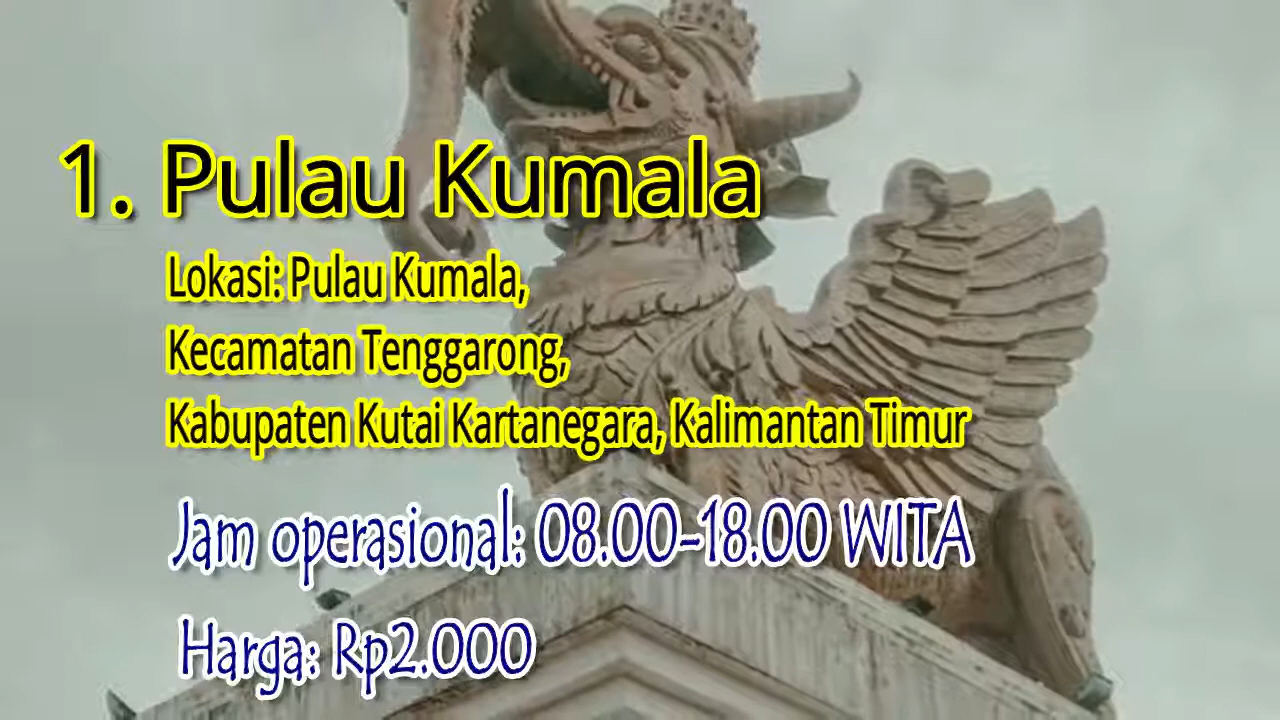 1. Pulau Kumala
Lokasi: Pulau Kumala,
Kecamatan Tenggarong,
Kabupaten Kutai Kartanegara, Kalimantan Timur
Jam operasional: 08.00-18.00 WITA
Harga: Rp2.000